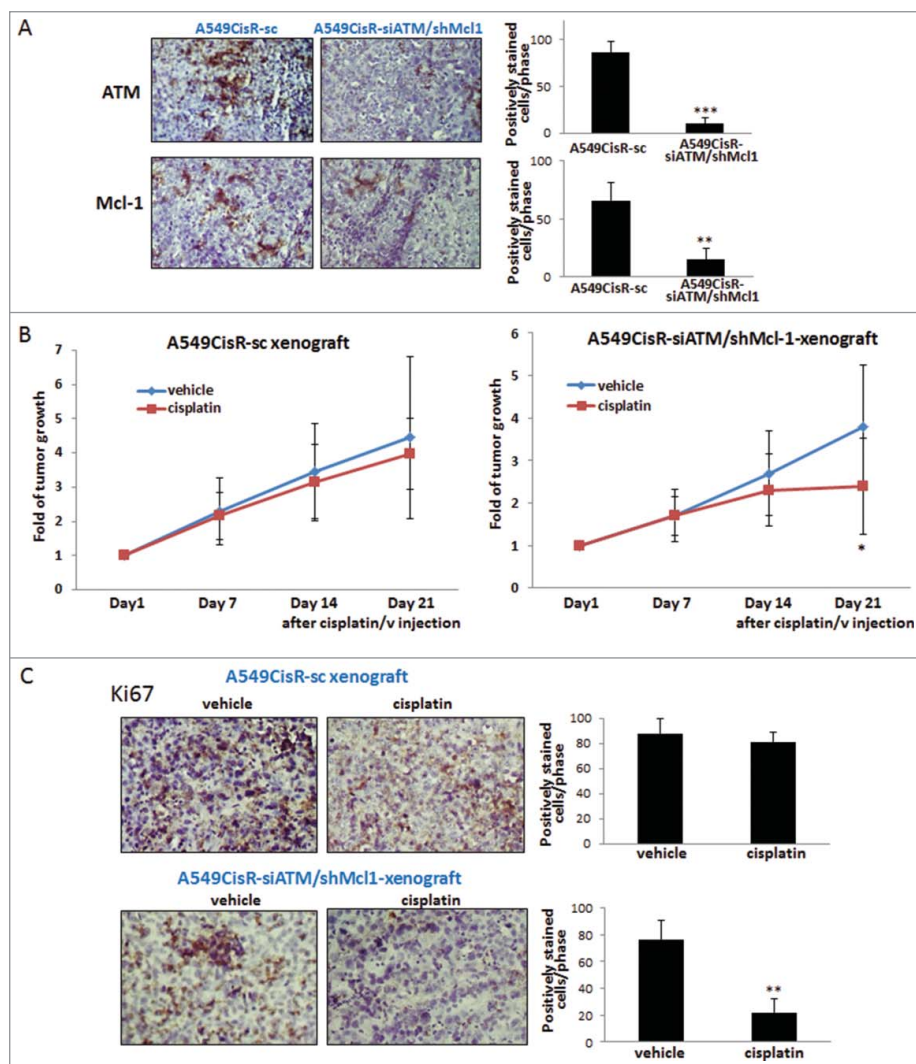 A
A549CisR-sc
A549CisR-siATM/shMcl1
ATM
Mcl-1
Positively stained
cells/phase
100
50
0
***
A549CisR-sc
A549CisR-
siATM/shMcl1
Positively stained
cells/phase
100
50
0
**
A549CisR-sc
A549CisR-
siATM/shMcl1
B
A549CisR-sc xenograft
Fold of tumor growth
7
6
5
4
3
2
1
0
vehicle
cisplatin
Day1
Day 7
Day 14
Day 21
after cisplatin/v injection
A549CisR-siATM/shMcl-1-xenograft
Fold of tumor growth
6
5
4
3
2
1
0
vehicle
cisplatin
*
Day1
Day 7
Day 14
Day 21
after cisplatin/v injection
C
Ki67
A549CisR-sc xenograft
vehicle
cisplatin
Positively stained
cells/phase
100
80
60
40
20
0
vehicle
cisplatin
A549CisR-siATM/shMcl1-xenograft
vehicle
cisplatin
Positively stained
cells/phase
100
80
60
40
20
0
**
vehicle
cisplatin